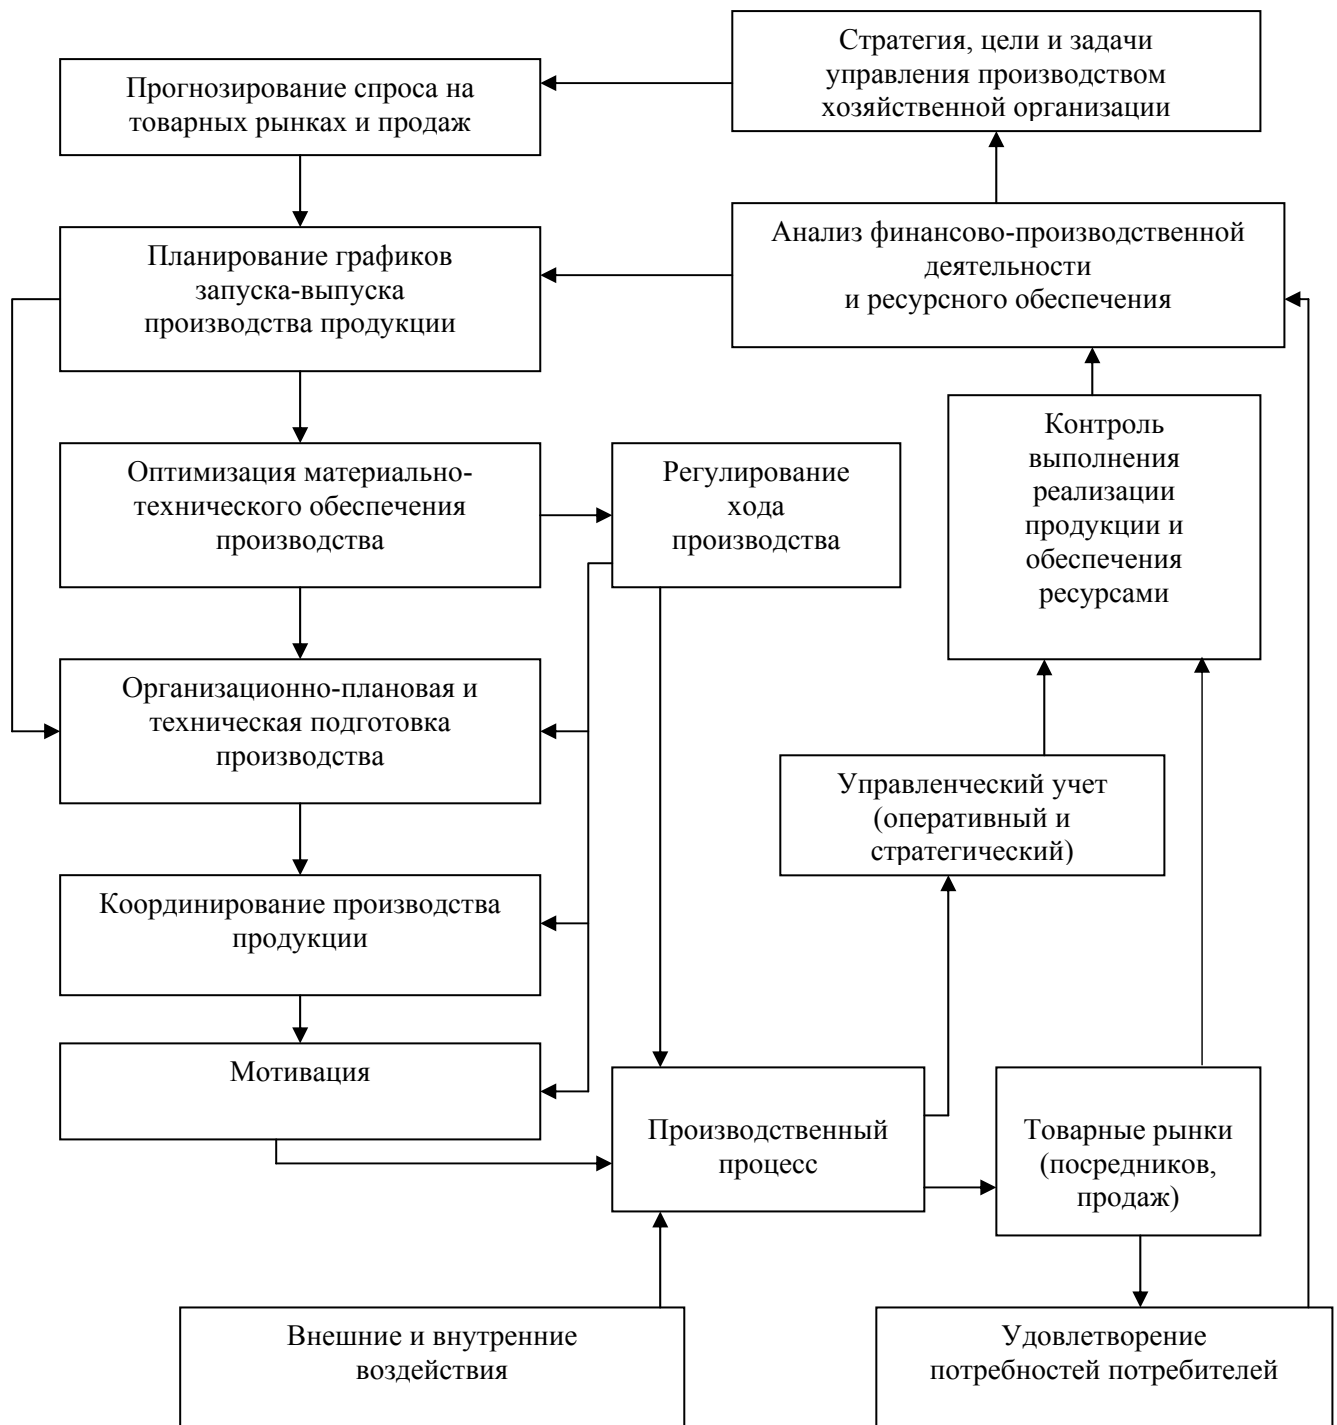 Стратегия, цели и задачи
управления производством
хозяйственной организации
Прогнозирование спроса на
товарных рынках и продаж
Анализ финансово-производственной
деятельности
и ресурсного обеспечения
Планирование графиков
запуска-выпуска
производства продукции
Контроль
выполнения
реализации
продукции и
обеспечения
ресурсами
Оптимизация материально-
технического обеспечения
производства
Регулирование
хода
производства
Организационно-плановая и
техническая подготовка
производства
Управленческий учет
(оперативный и
стратегический)
Координирование производства
продукции
Мотивация
Производственный
процесс
Товарные рынки
(посредников,
продаж)
Внешние и внутренние
воздействия
Удовлетворение
потребностей потребителей